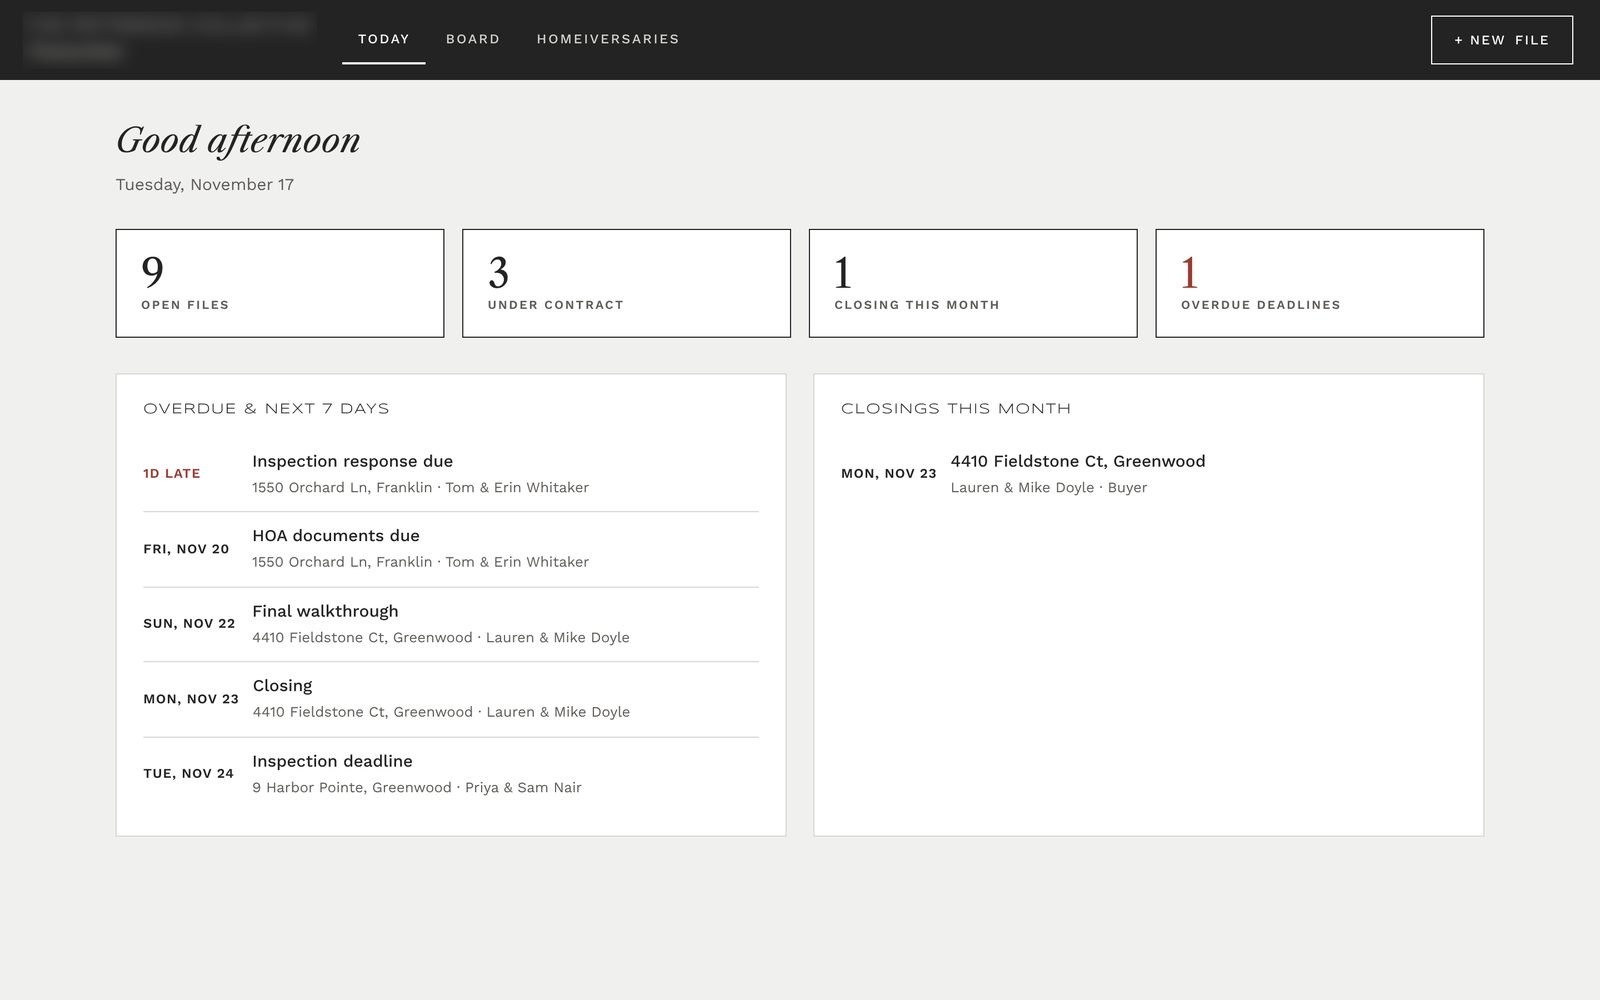 TODAY BOARD HOMEIVERSARIES + NEW FILE
Good afternoon
Tuesday, November 17
9
OPEN FILES
3
UNDER CONTRACT
1
CLOSING THIS MONTH
1
OVERDUE DEADLINES
OVERDUE & NEXT 7 DAYS
1D LATE
Inspection response due
1550 Orchard Ln, Franklin · Tom & Erin Whitaker
FRI, NOV 20
HOA documents due
1550 Orchard Ln, Franklin · Tom & Erin Whitaker
SUN, NOV 22
Final walkthrough
4410 Fieldstone Ct, Greenwood · Lauren & Mike Doyle
MON, NOV 23
Closing
4410 Fieldstone Ct, Greenwood · Lauren & Mike Doyle
TUE, NOV 24
Inspection deadline
9 Harbor Pointe, Greenwood · Priya & Sam Nair
CLOSINGS THIS MONTH
MON, NOV 23
4410 Fieldstone Ct, Greenwood
Lauren & Mike Doyle · Buyer